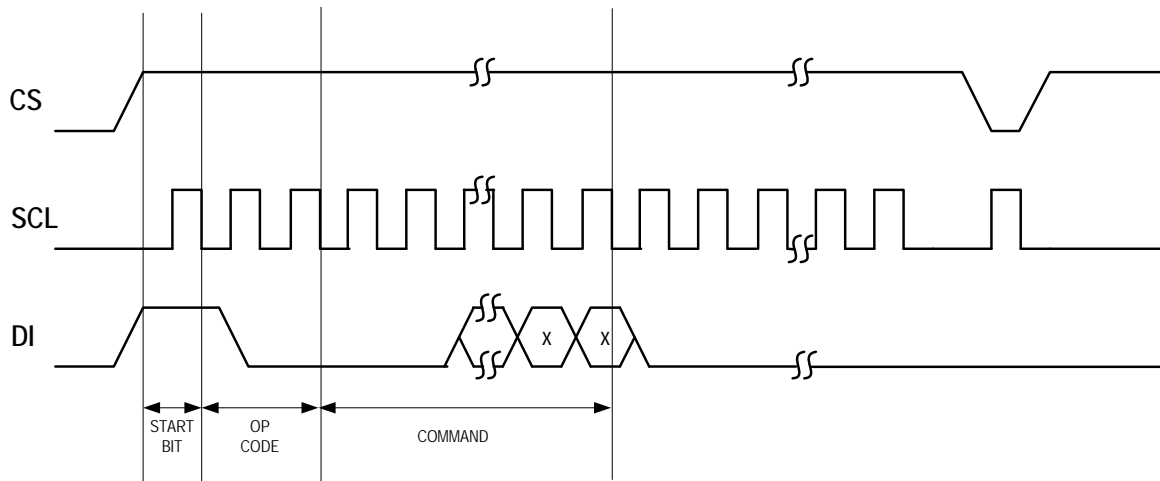 CS
SCL
DI
X X
START
BIT
OP
CODE
COMMAND